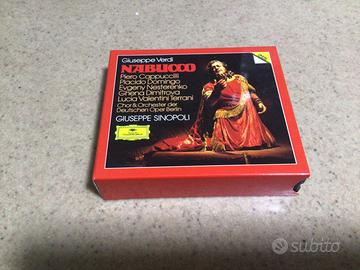 Giuseppe Verdi
NABUCCO
Piero Cappuccilli
Placido Domingo
Evgeny Nesterenko
Ghena Dimitrova
Lucia Valentini Terrani
Chor & Orchester der
Deutschen Oper Berlin
GIUSEPPE SINOPOLI
subito